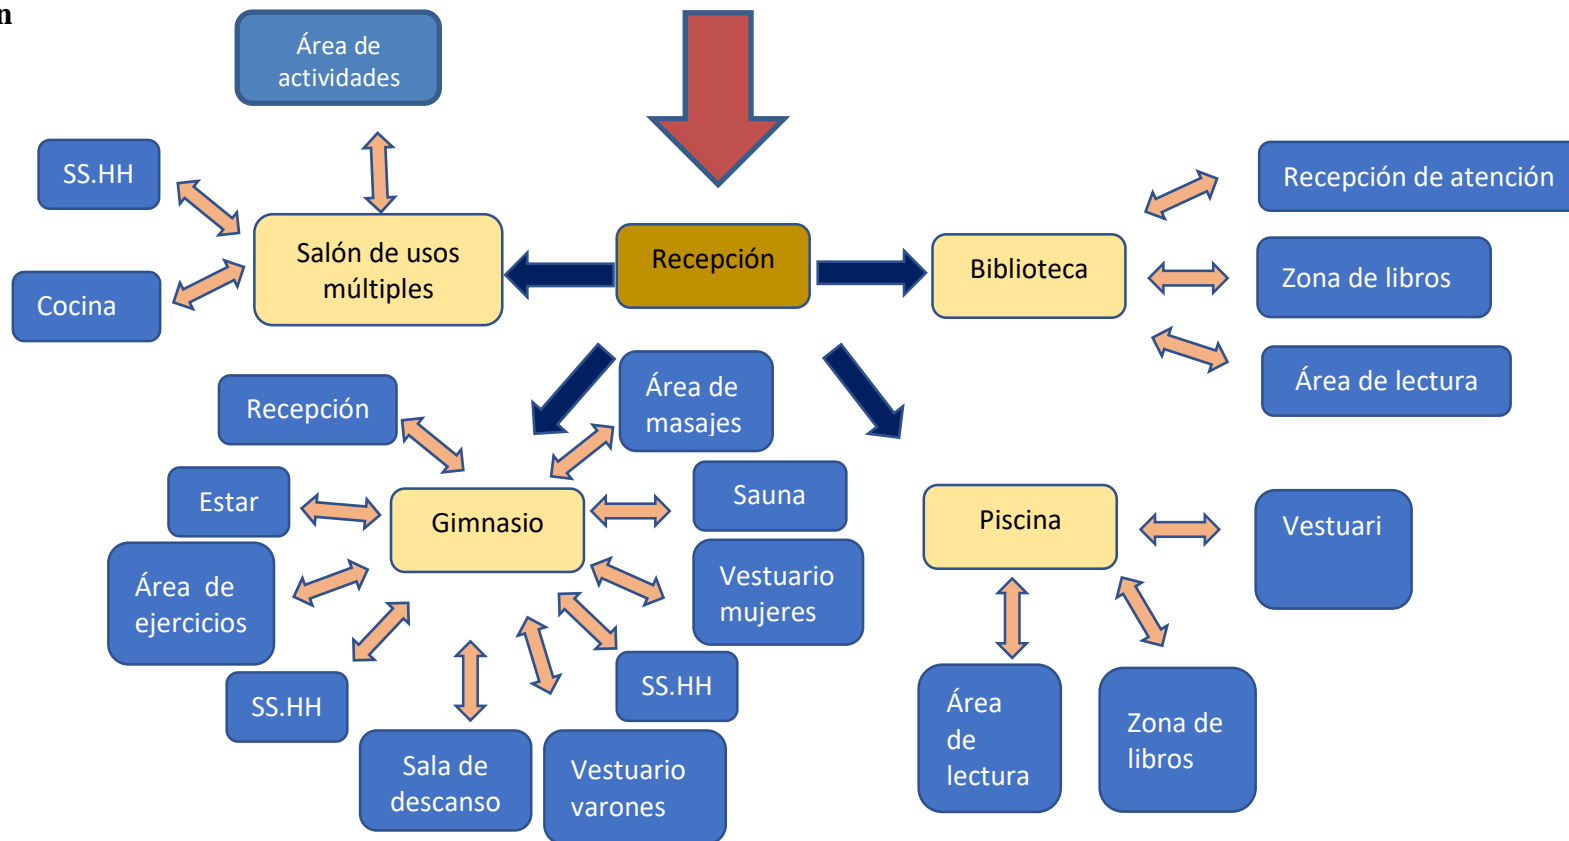 n
Área de
actividades
SS.HH
Recepción de atención
Salón de usos
múltiples
Recepción
Biblioteca
Zona de libros
Cocina
Área de lectura
Recepción
Área de
masajes
Estar
Gimnasio
Sauna
Piscina
Vestuari
Área de
ejercicios
Vestuario
mujeres
SS.HH
SS.HH
Sala de
descanso
Vestuario
varones
Área
de
lectura
Zona de
libros